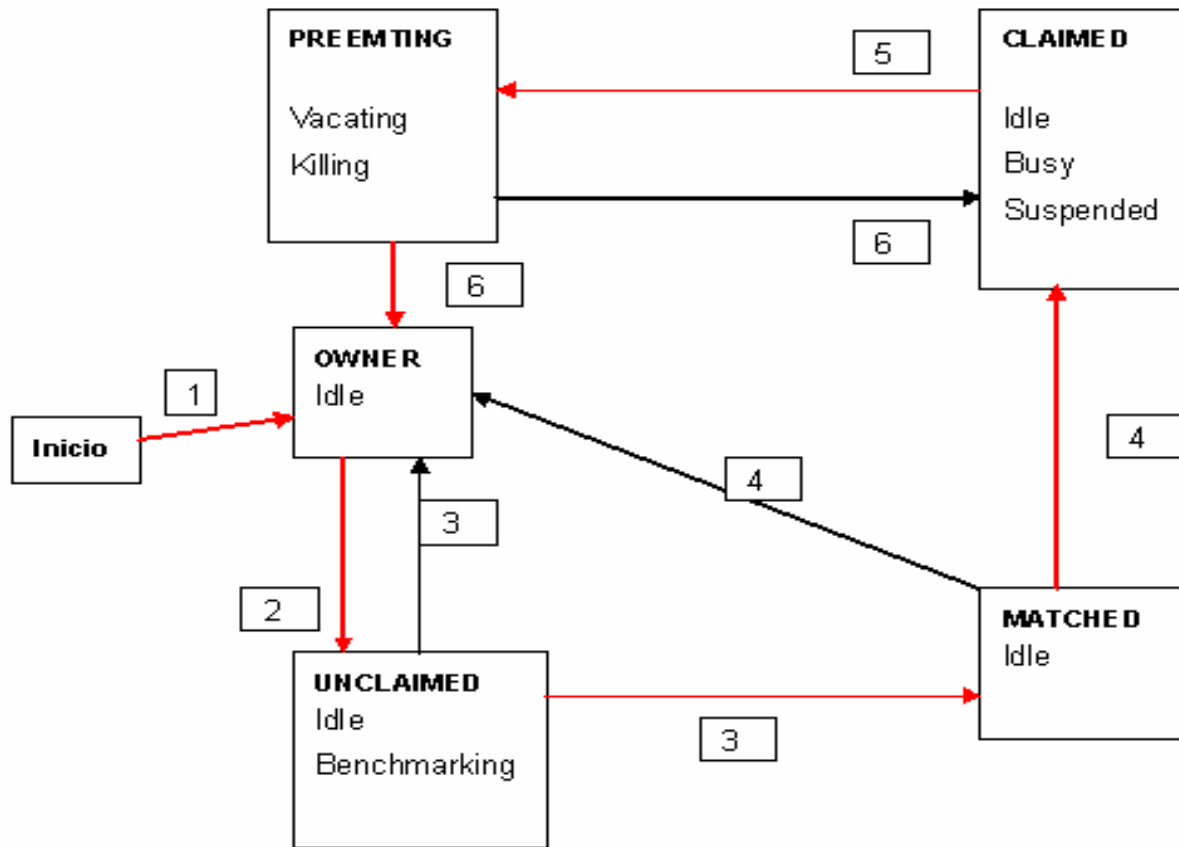 PREEMTING
Vacating
Killing
5
CLAIMED
Idle
Busy
Suspended
6
6
OWNER
Idle
1
Inicio
4
4
3
2
UNCLAIMED
Idle
Benchmarking
3
MATCHED
Idle